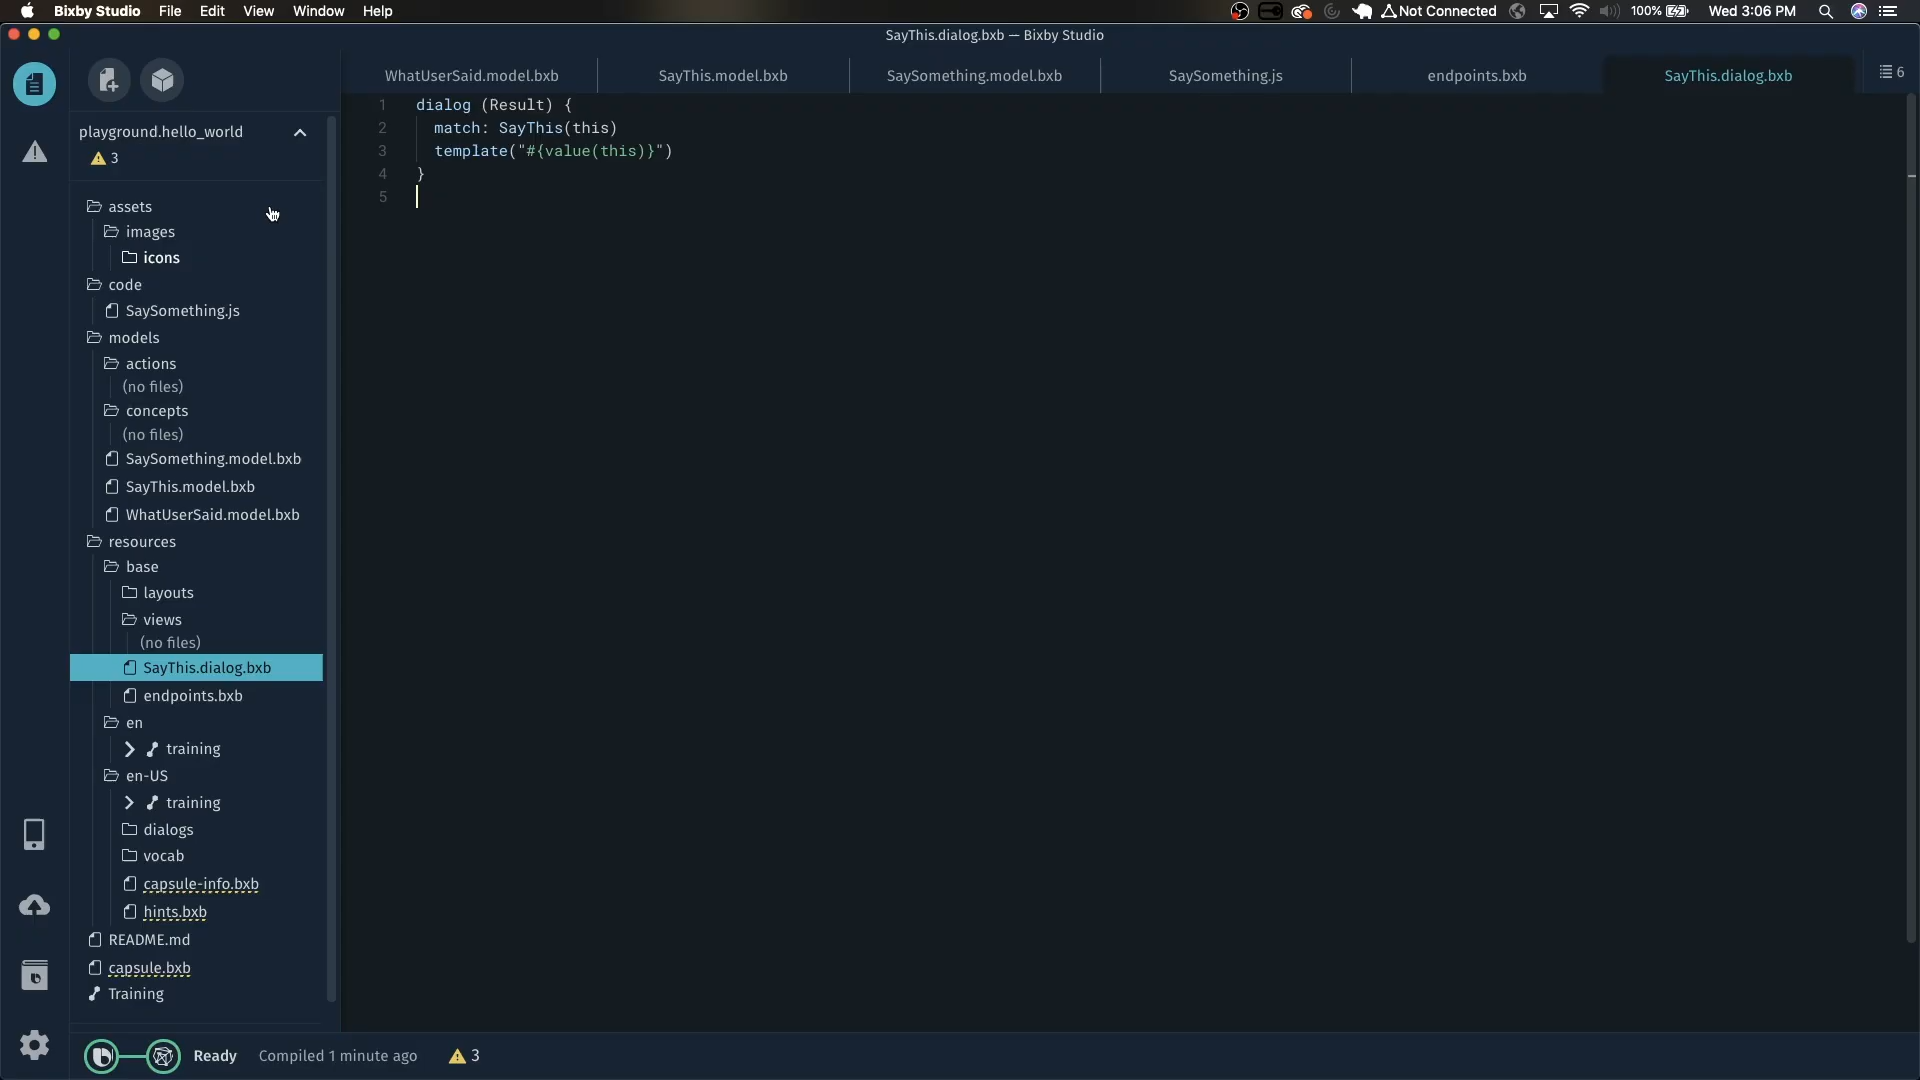 Bixby Studio File Edit View Window Help
Not Connected 100% Wed 3:06 PM
SayThis.dialog.bxb — Bixby Studio
WhatUserSaid.model.bxb SayThis.model.bxb SaySomething.model.bxb SaySomething.js endpoints.bxb SayThis.dialog.bxb 6
playground.hello_world
3
assets
images
icons
code
SaySomething.js
models
actions
(no files)
concepts
(no files)
SaySomething.model.bxb
SayThis.model.bxb
WhatUserSaid.model.bxb
resources
base
layouts
views
(no files)
SayThis.dialog.bxb
endpoints.bxb
en
training
en-US
training
dialogs
vocab
capsule-info.bxb
hints.bxb
README.md
capsule.bxb
Training
1 dialog (Result) {
2 match: SayThis(this)
3 template("#{value(this)}")
4 }
5
Ready Compiled 1 minute ago 3